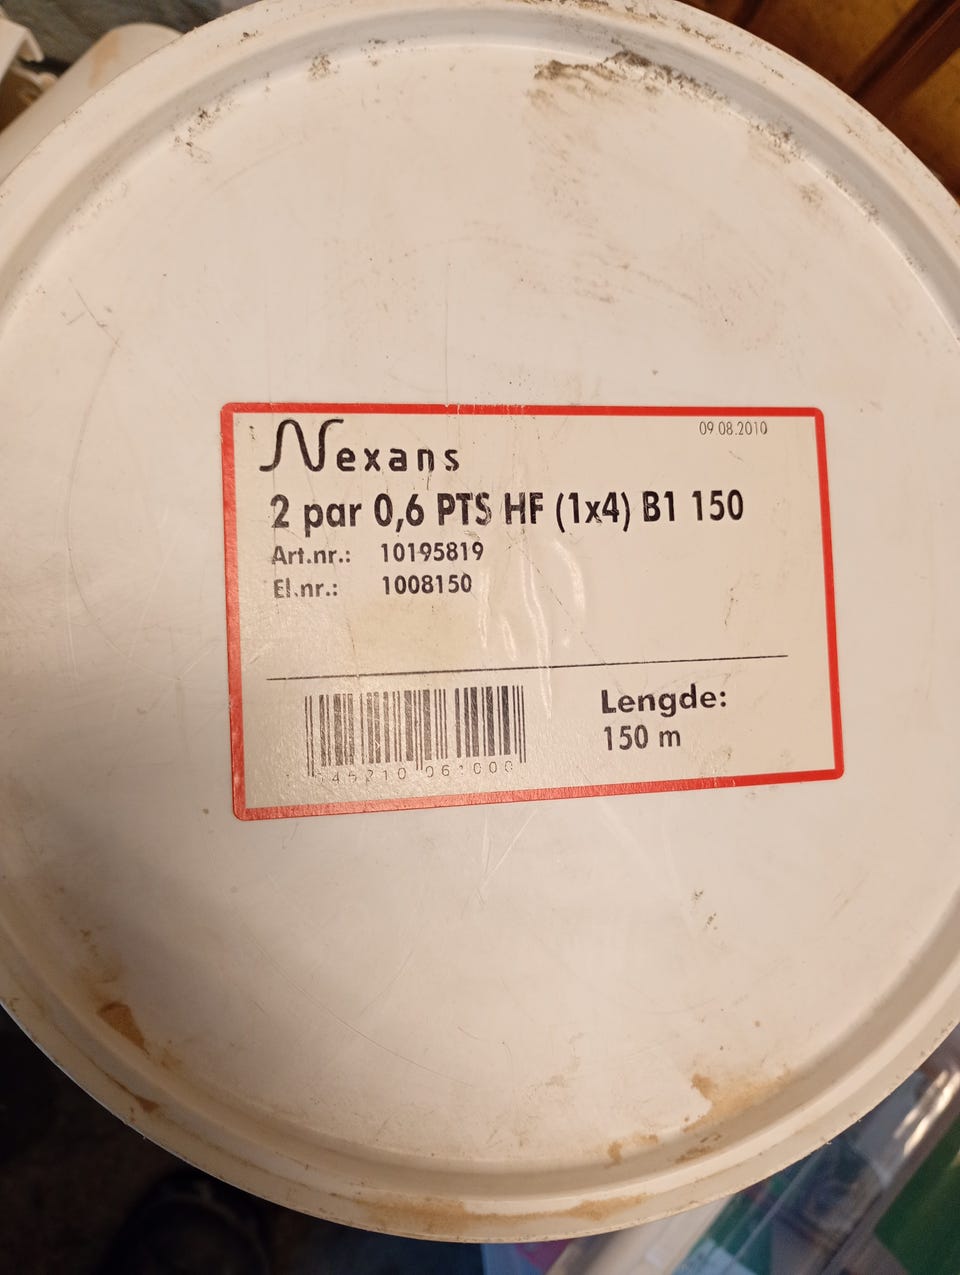 09 08.2010
Nexans
2 par 0,6 PTS HF (1x4) B1 150
Art.nr.: 10195819
El.nr.: 1008150
Lengde:
150 m